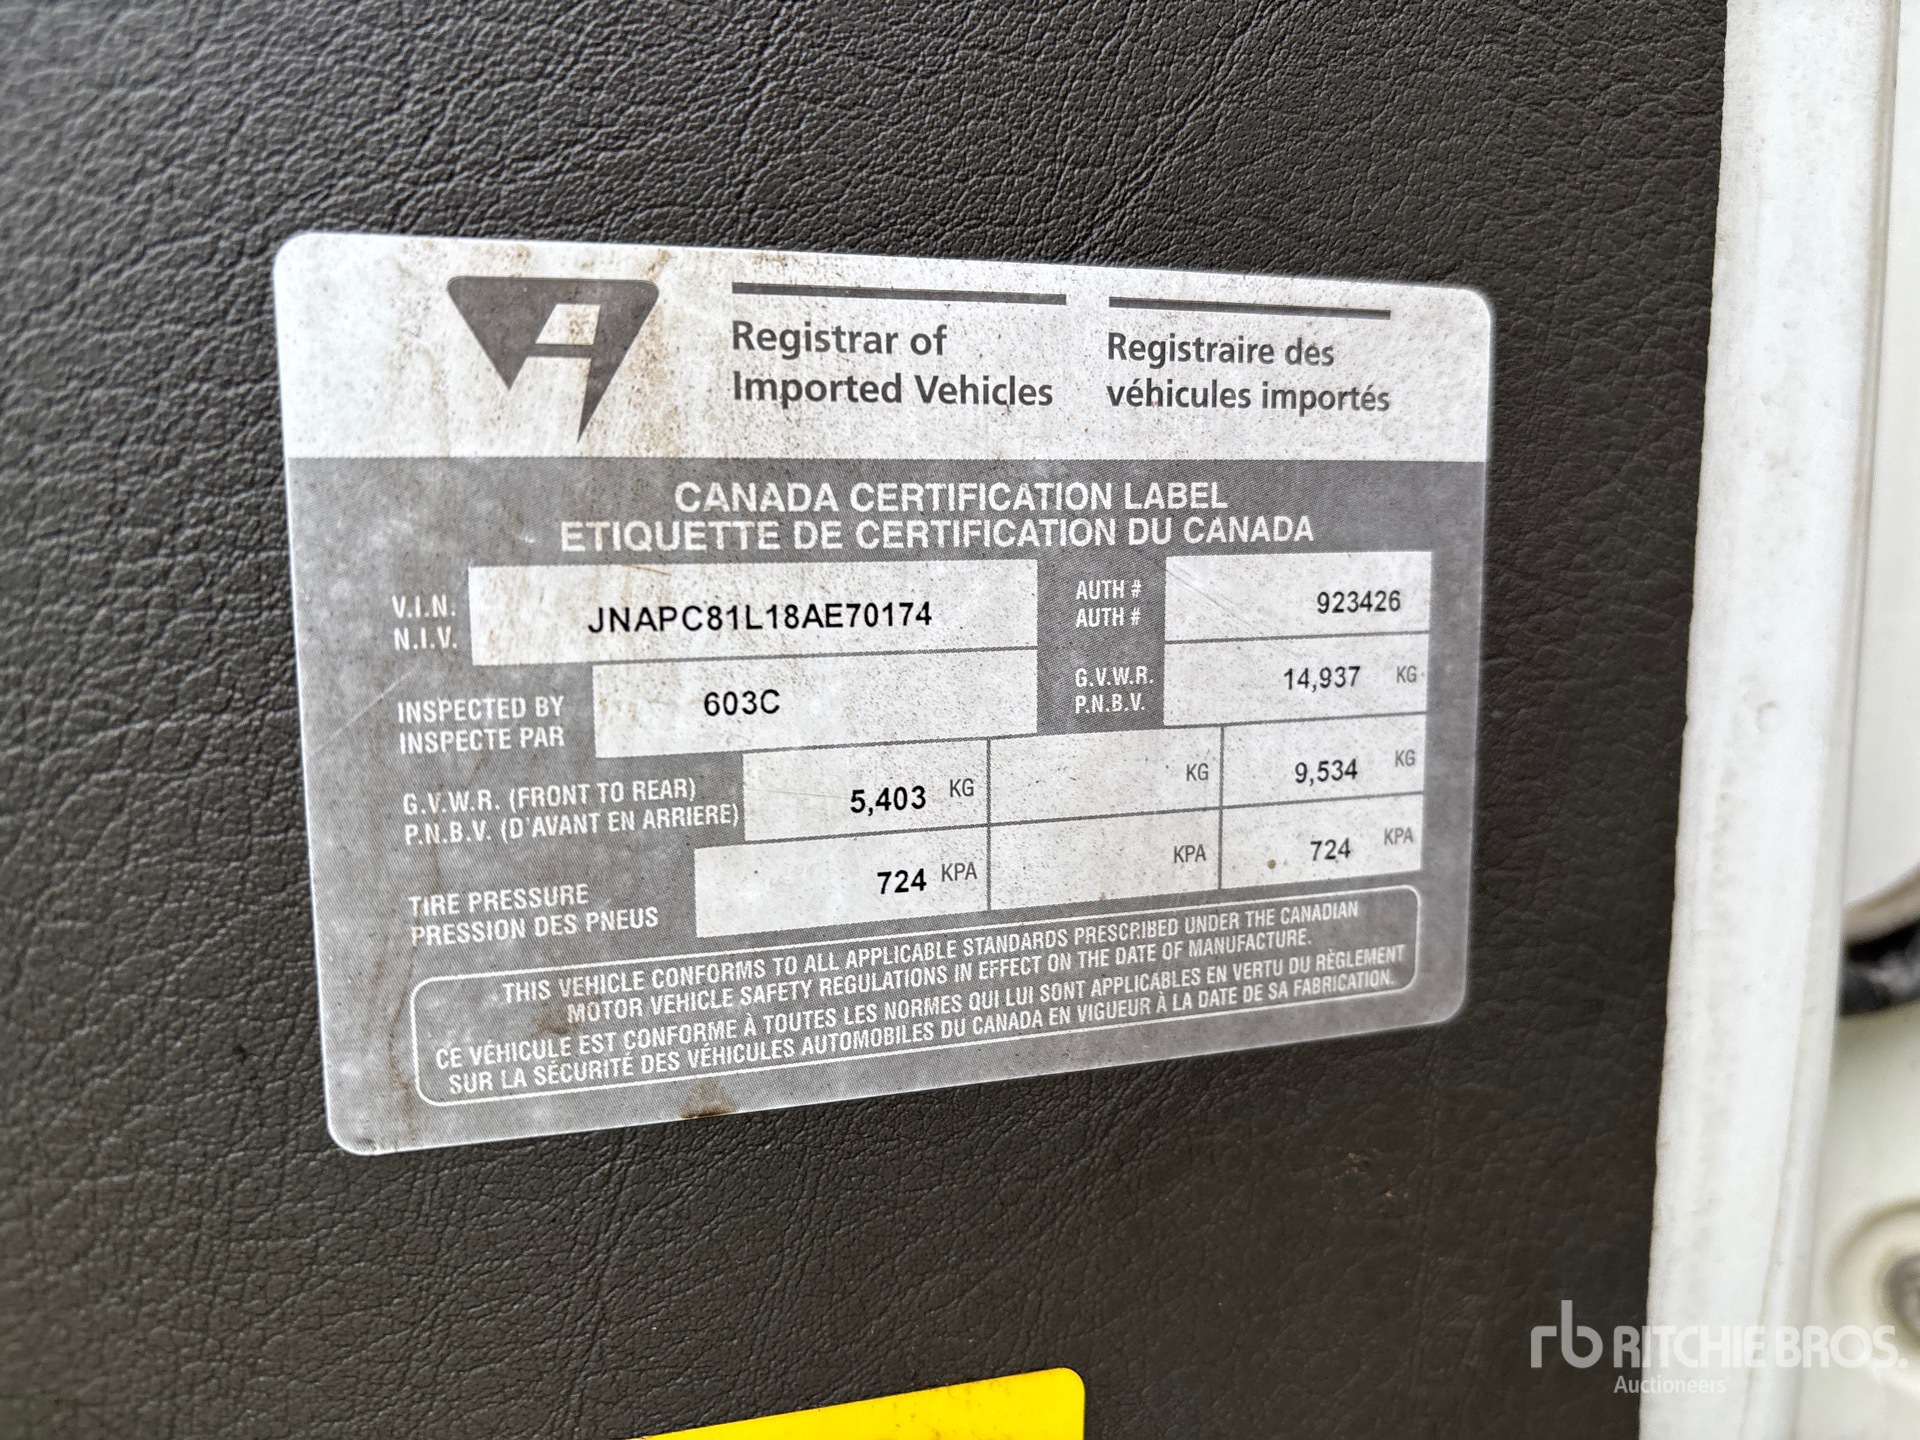 Registrar of
Imported Vehicles
Registraire des
véhicules importés
CANADA CERTIFICATION LABEL
ETIQUETTE DE CERTIFICATION DU CANADA
V.I.N.
N.I.V.
JNAPC81L18AE70174
AUTH #
AUTH #
923426
INSPECTED BY
INSPECTE PAR
603C
G.V.W.R.
P.N.B.V.
14,937 KG
G.V.W.R. (FRONT TO REAR)
P.N.B.V. (D'AVANT EN ARRIERE)
5,403 KG
KG
9,534 KG
TIRE PRESSURE
PRESSION DES PNEUS
724 KPA
KPA
724 KPA
THIS VEHICLE CONFORMS TO ALL APPLICABLE STANDARDS PRESCRIBED UNDER THE CANADIAN
MOTOR VEHICLE SAFETY REGULATIONS IN EFFECT ON THE DATE OF MANUFACTURE.
CE VÉHICULE EST CONFORME À TOUTES LES NORMES QUI LUI SONT APPLICABLES EN VERTU DU RÈGLEMENT
SUR LA SÉCURITÉ DES VÉHICULES AUTOMOBILES DU CANADA EN VIGUEUR À LA DATE DE SA FABRICATION.
rb RITCHIE BROS.
Auctioneers